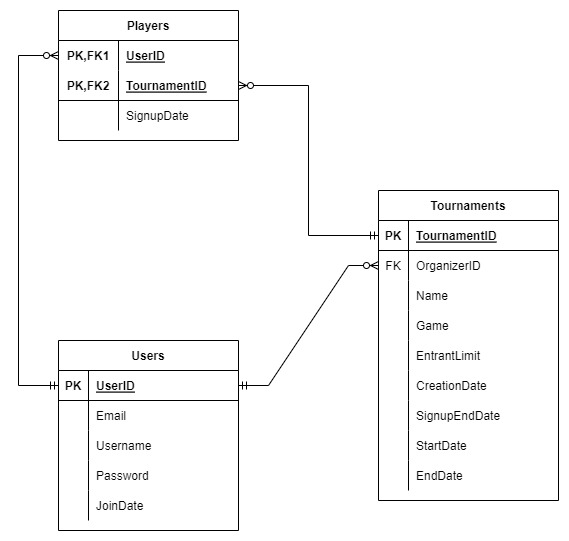 Players
PK,FK1 UserID
PK,FK2 TournamentID
SignupDate
Tournaments
PK TournamentID
FK OrganizerID
Name
Game
EntrantLimit
CreationDate
SignupEndDate
StartDate
EndDate
Users
PK UserID
Email
Username
Password
JoinDate